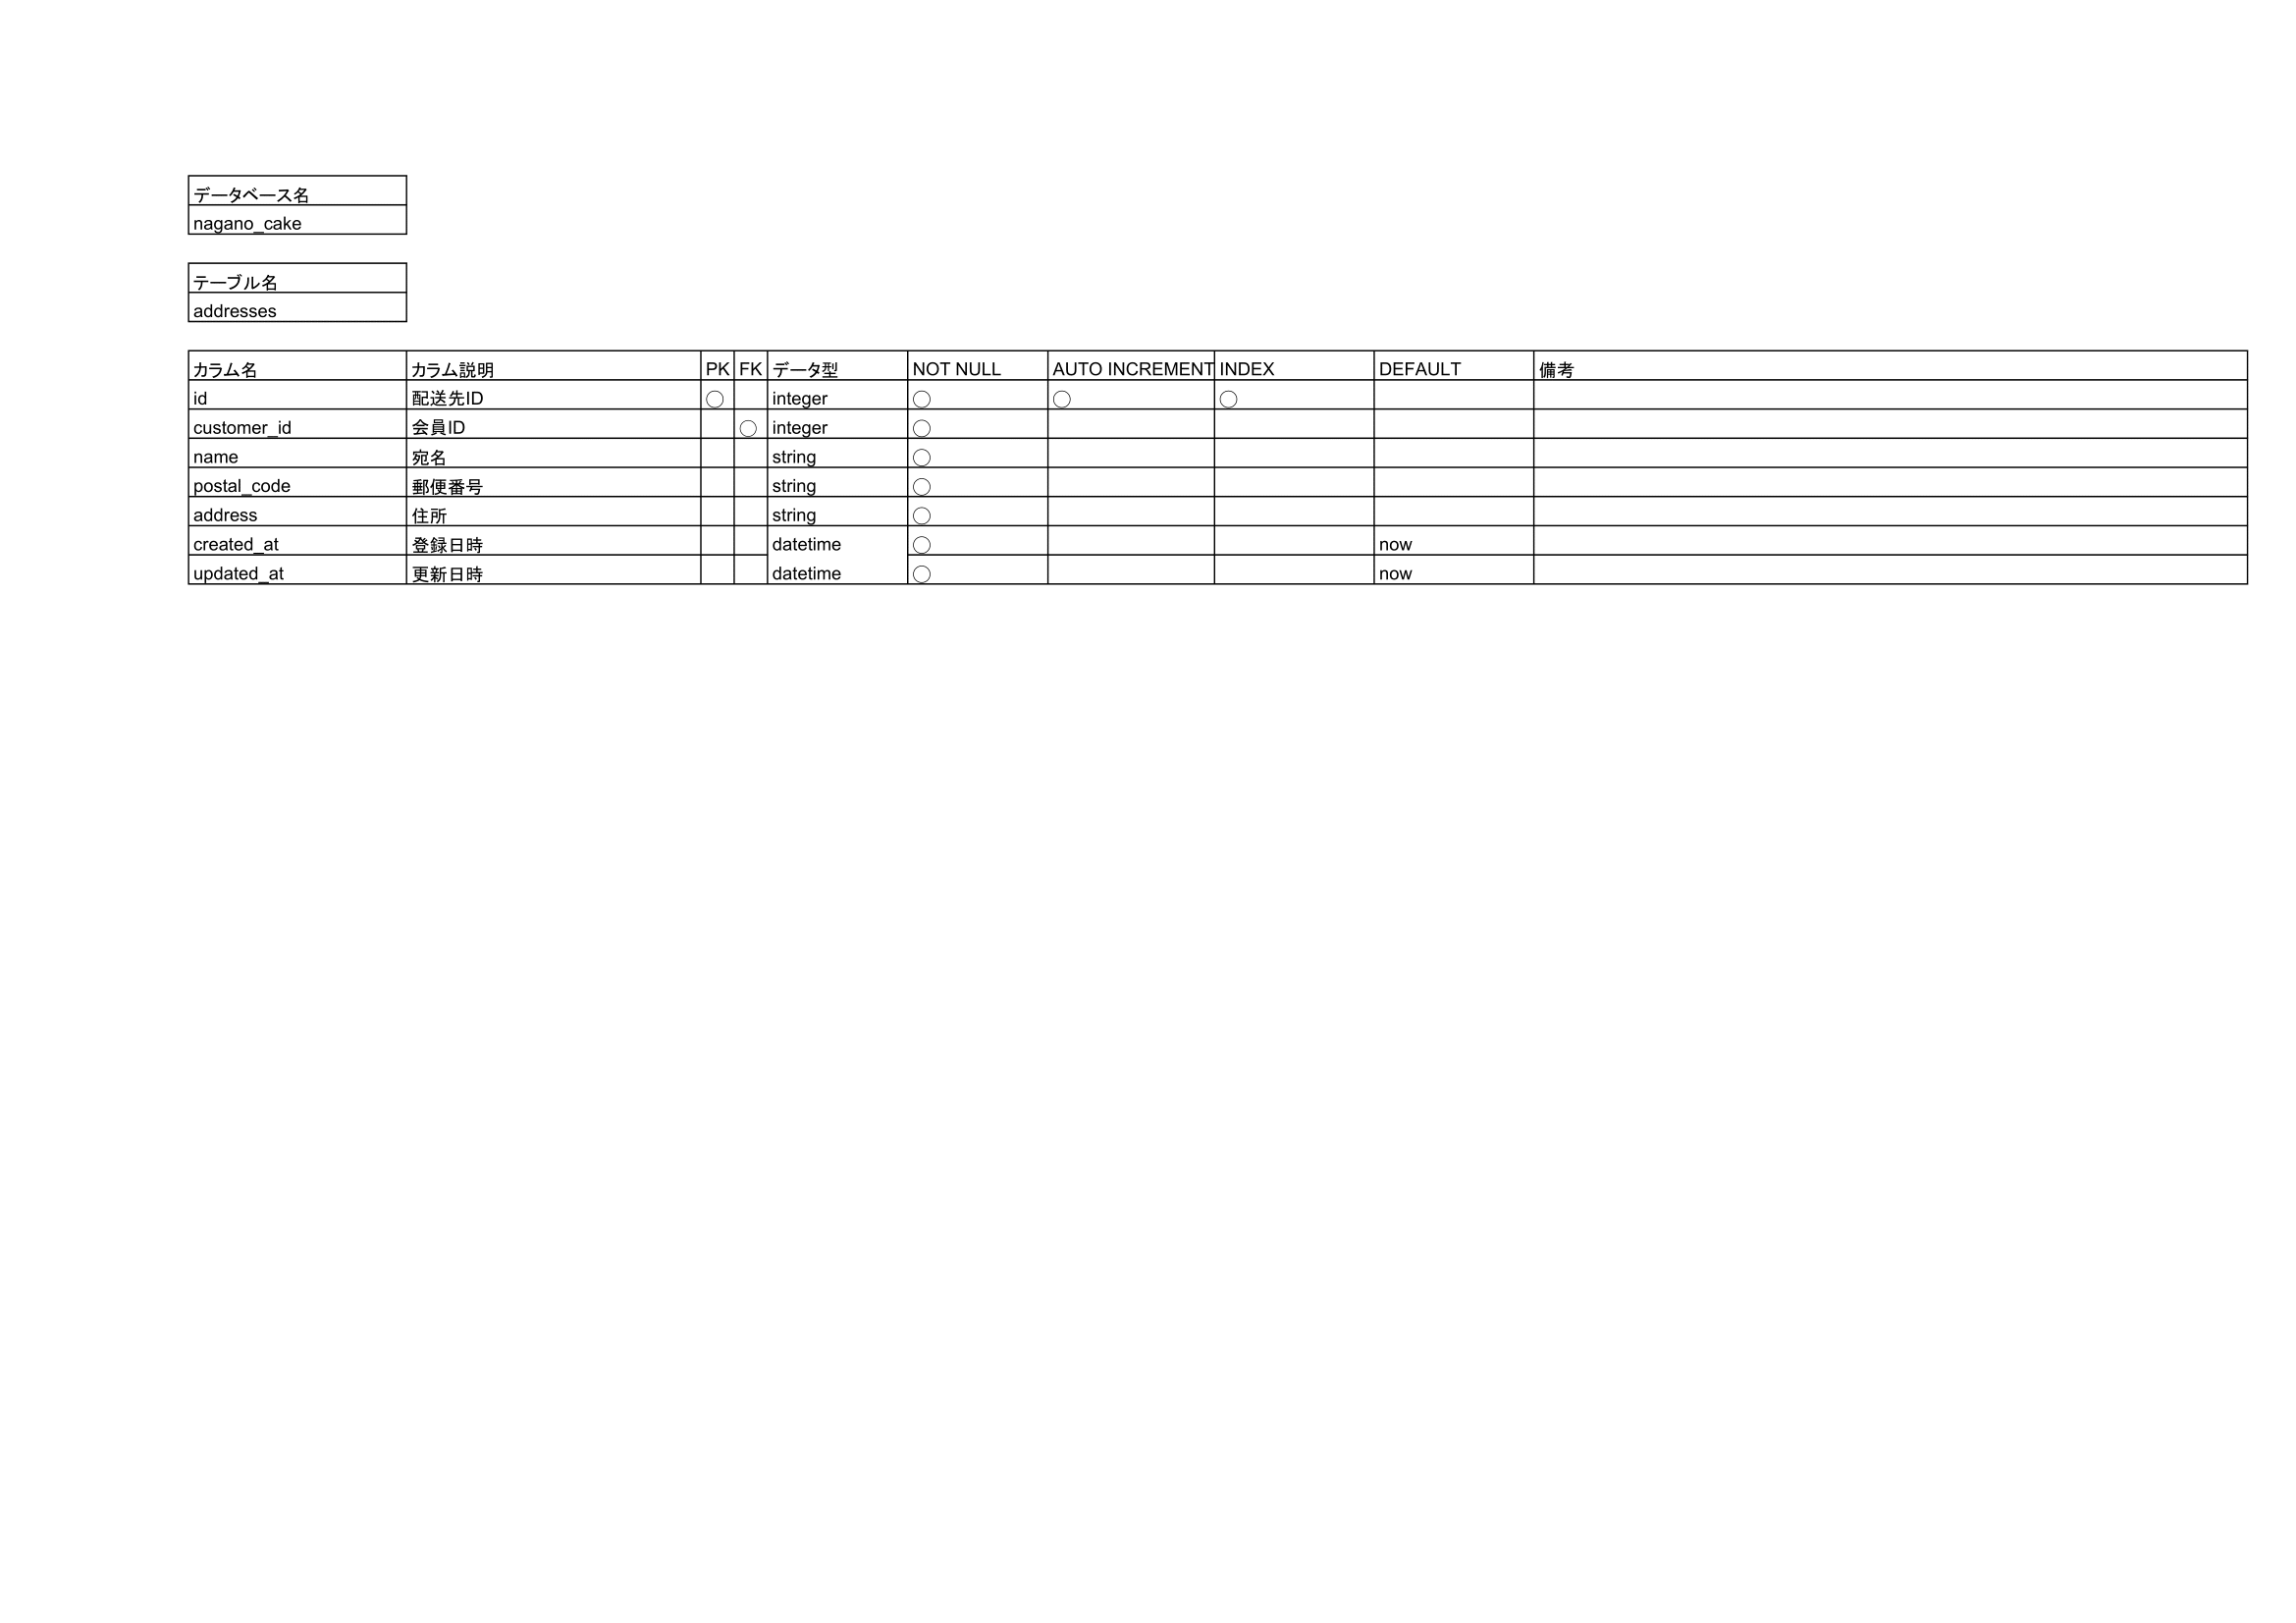 データベース名
nagano_cake
テーブル名
addresses
カラム名 カラム説明 PK FK データ型 NOT NULL AUTO INCREMENT INDEX DEFAULT 備考
id 配送先ID ◯ integer ◯ ◯ ◯
customer_id 会員ID ◯ integer ◯
name 宛名 string ◯
postal_code 郵便番号 string ◯
address 住所 string ◯
created_at 登録日時 datetime ◯ now
updated_at 更新日時 datetime ◯ now